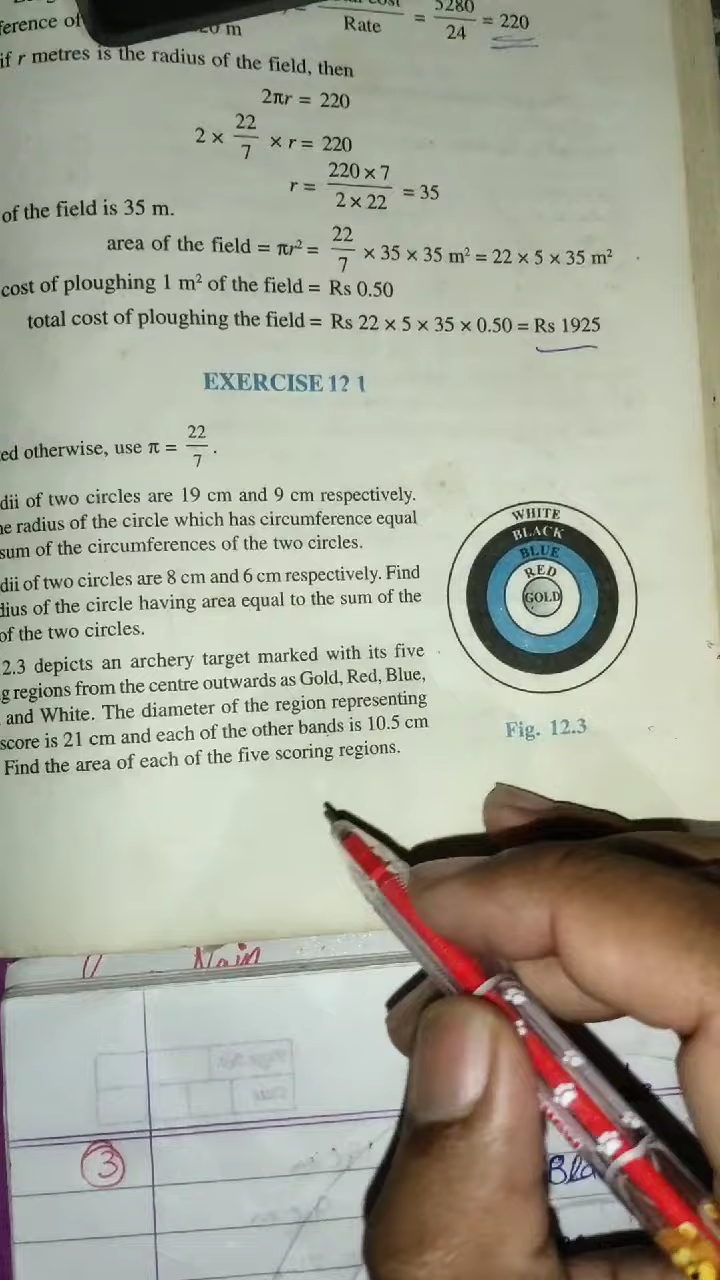 ference of
m
Rate
= 5280/24 = 220
if r metres is the radius of the field, then
2πr = 220
2 × 22/7 × r = 220
r = 220 × 7 / 2 × 22 = 35
of the field is 35 m.
area of the field = πr² = 22/7 × 35 × 35 m² = 22 × 5 × 35 m²
cost of ploughing 1 m² of the field = Rs 0.50
total cost of ploughing the field = Rs 22 × 5 × 35 × 0.50 = Rs 1925
EXERCISE 12.1
ed otherwise, use π = 22/7 .
dii of two circles are 19 cm and 9 cm respectively.
e radius of the circle which has circumference equal
sum of the circumferences of the two circles.
dii of two circles are 8 cm and 6 cm respectively. Find
dius of the circle having area equal to the sum of the
of the two circles.
2.3 depicts an archery target marked with its five
g regions from the centre outwards as Gold, Red, Blue,
and White. The diameter of the region representing
score is 21 cm and each of the other bands is 10.5 cm
Find the area of each of the five scoring regions.
WHITE
BLACK
BLUE
RED
GOLD
Fig. 12.3
3